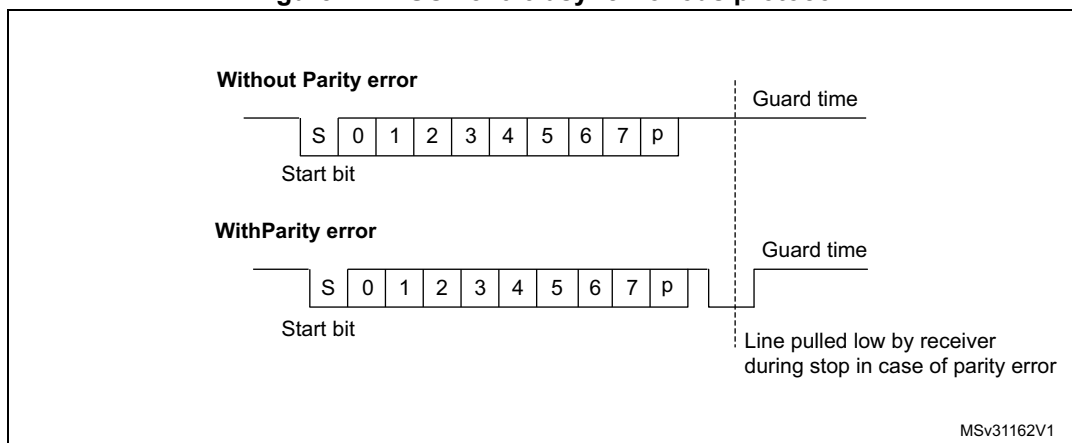 Without Parity error
Guard time
S 0 1 2 3 4 5 6 7 p
Start bit
WithParity error
Guard time
S 0 1 2 3 4 5 6 7 p
Start bit
Line pulled low by receiver
during stop in case of parity error
MSv31162V1